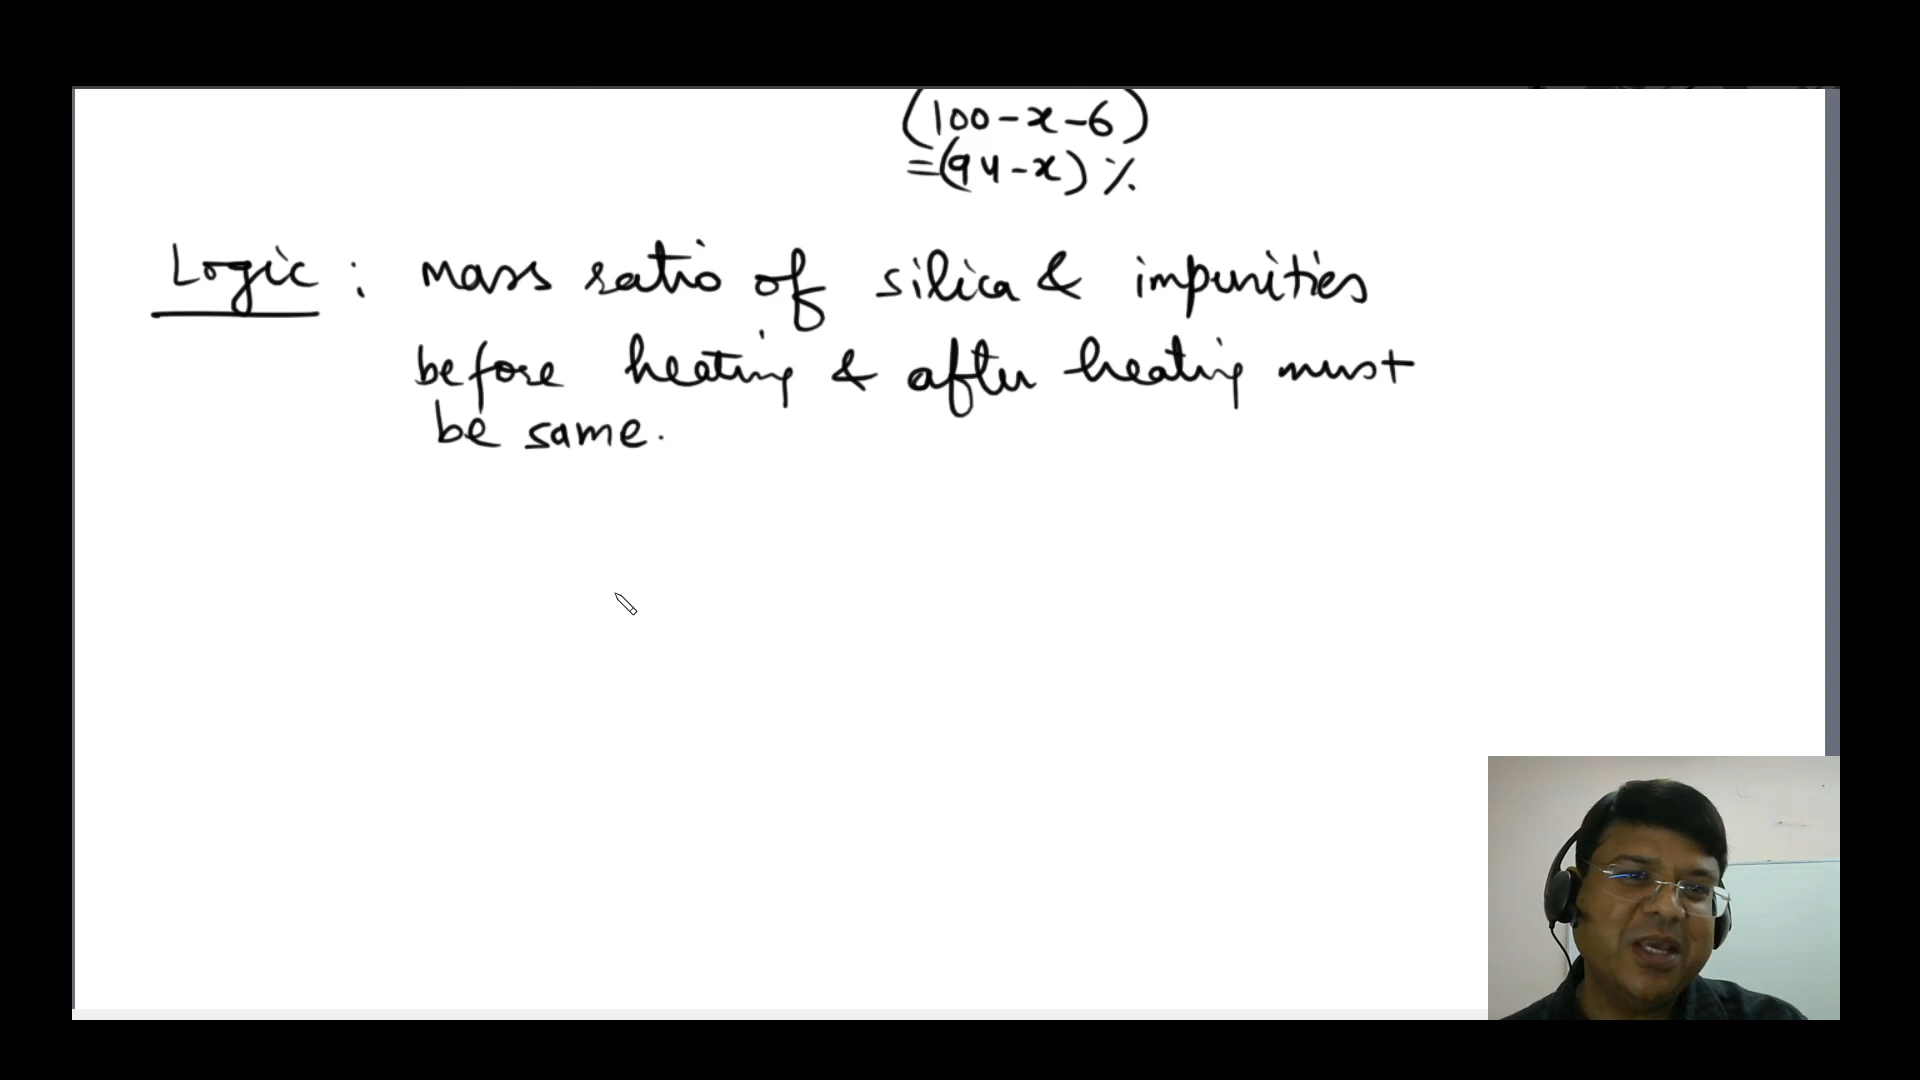 (100-x-6)
=(94-x) %
Logic : mass ratio of silica & impurities
before heating & after heating must
be same.